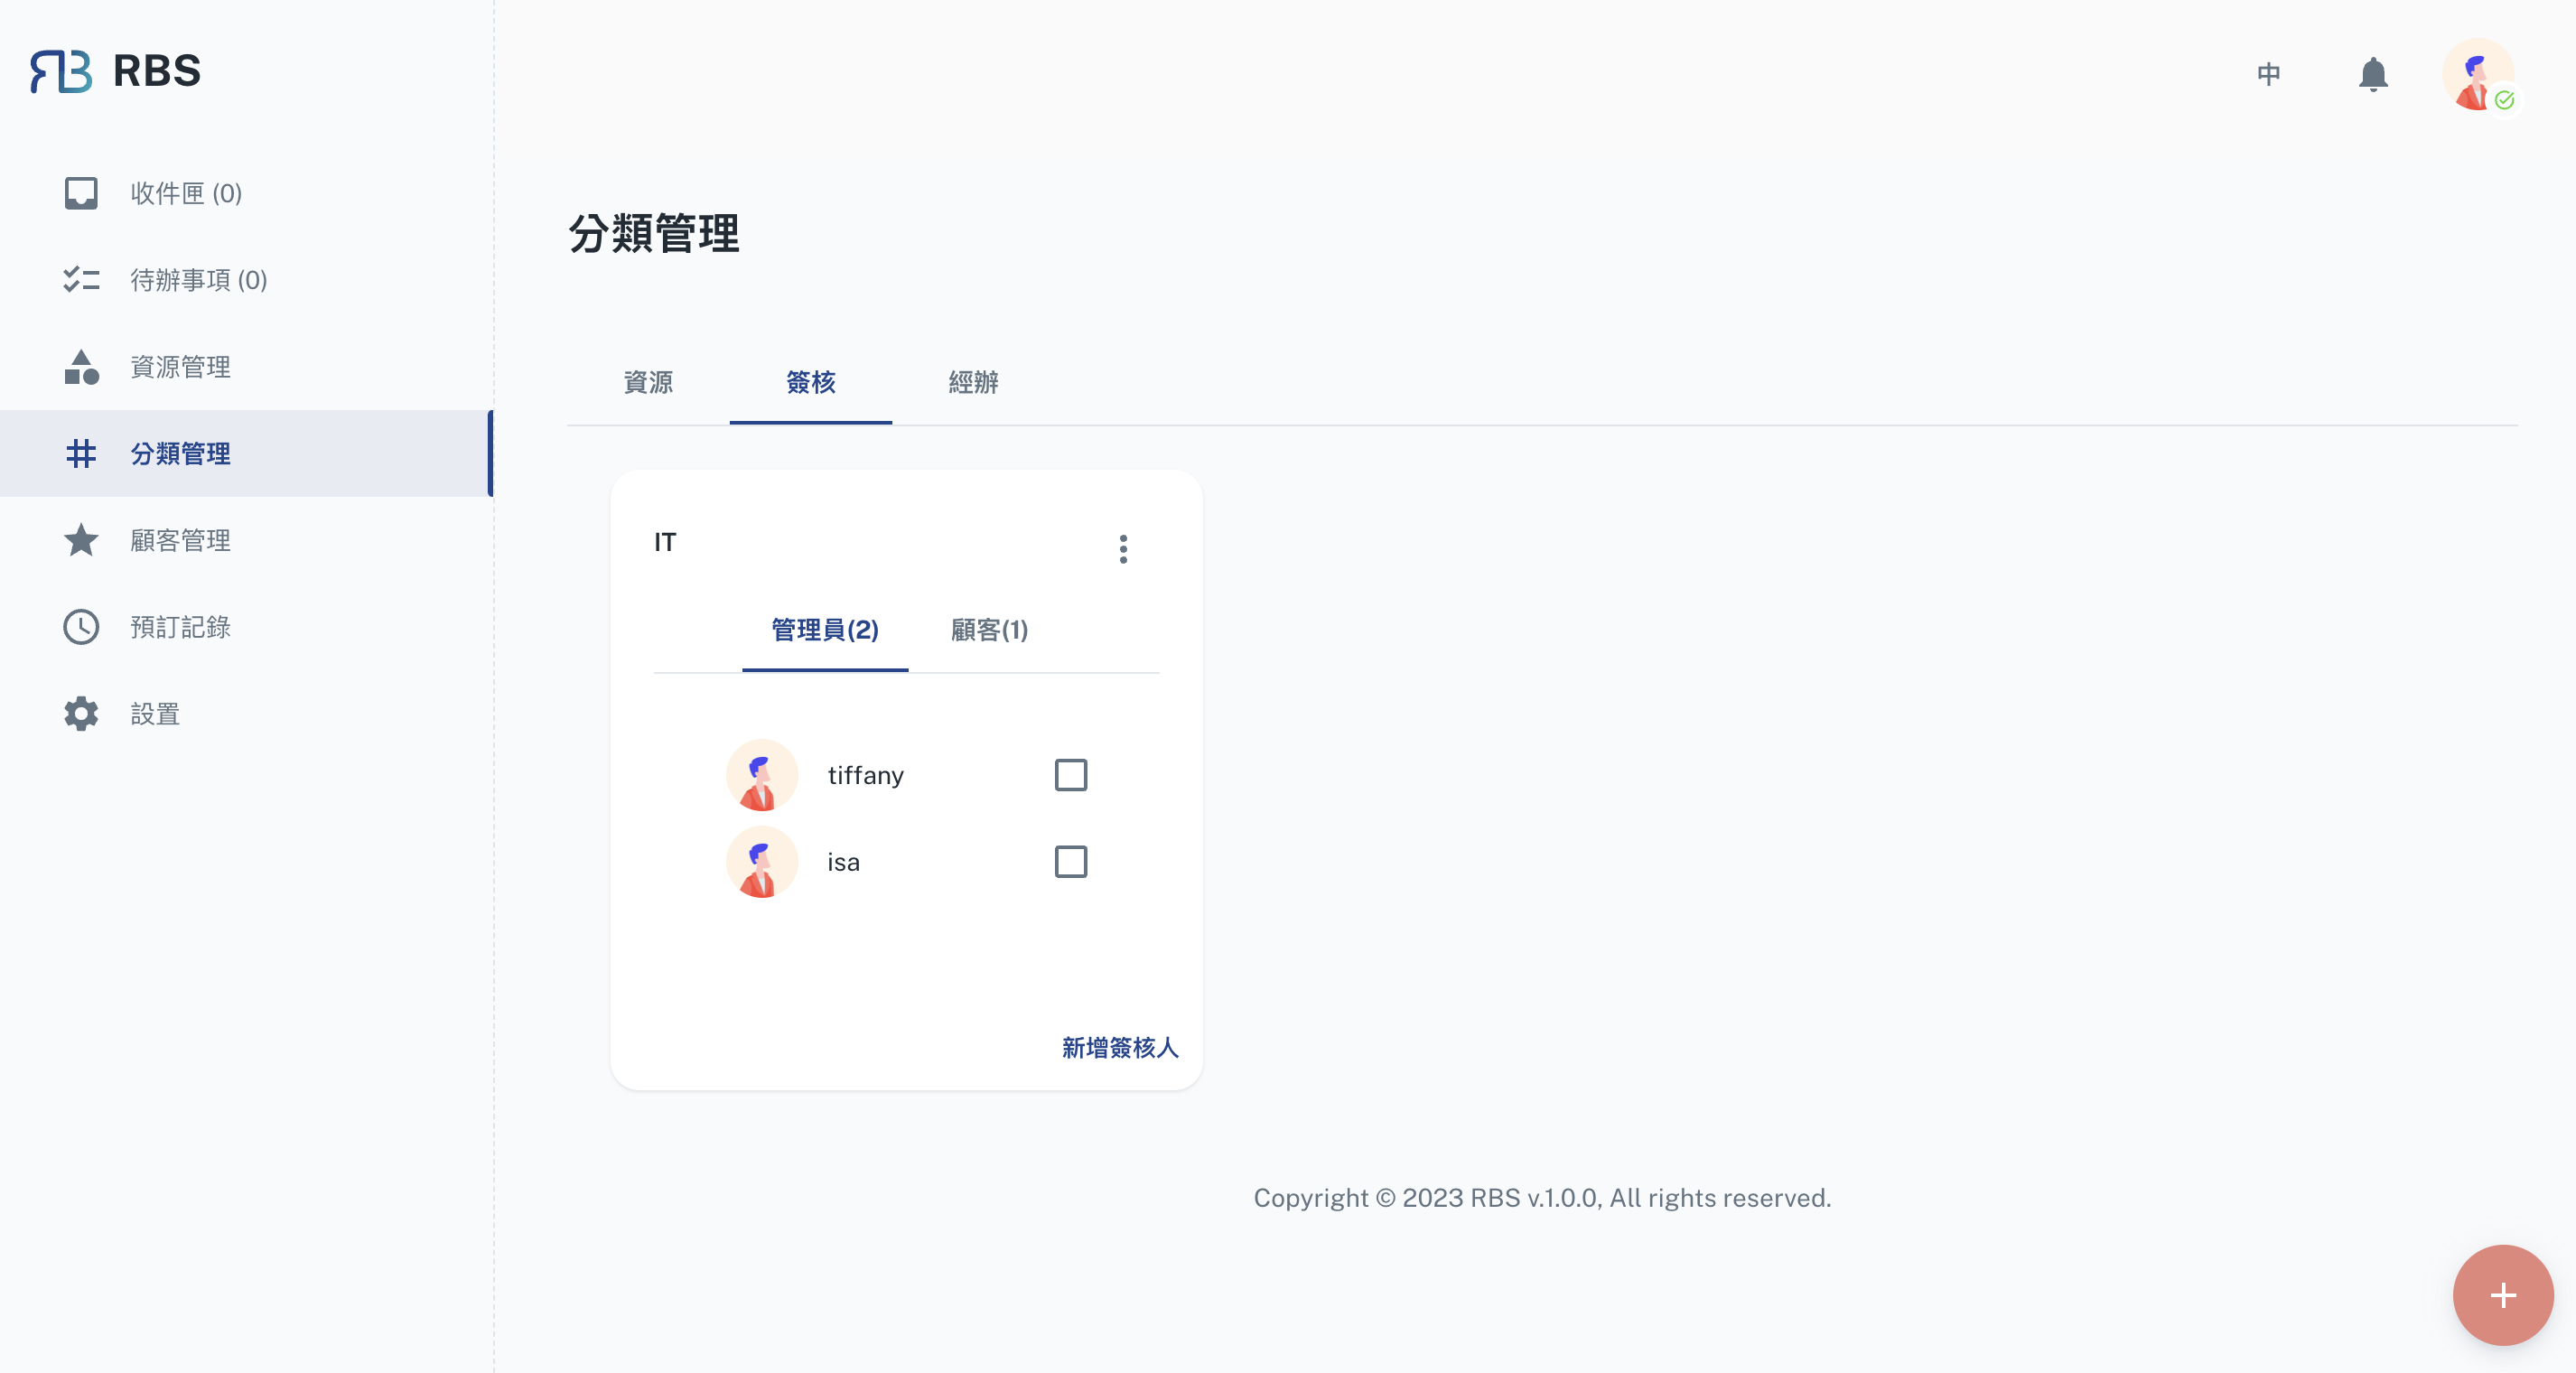 RBS
收件匣 (0)
待辦事項 (0)
資源管理
分類管理
顧客管理
預訂記錄
設置
中
分類管理
資源 簽核 經辦
IT
管理員(2) 顧客(1)
tiffany
isa
新增簽核人
Copyright © 2023 RBS v.1.0.0, All rights reserved.